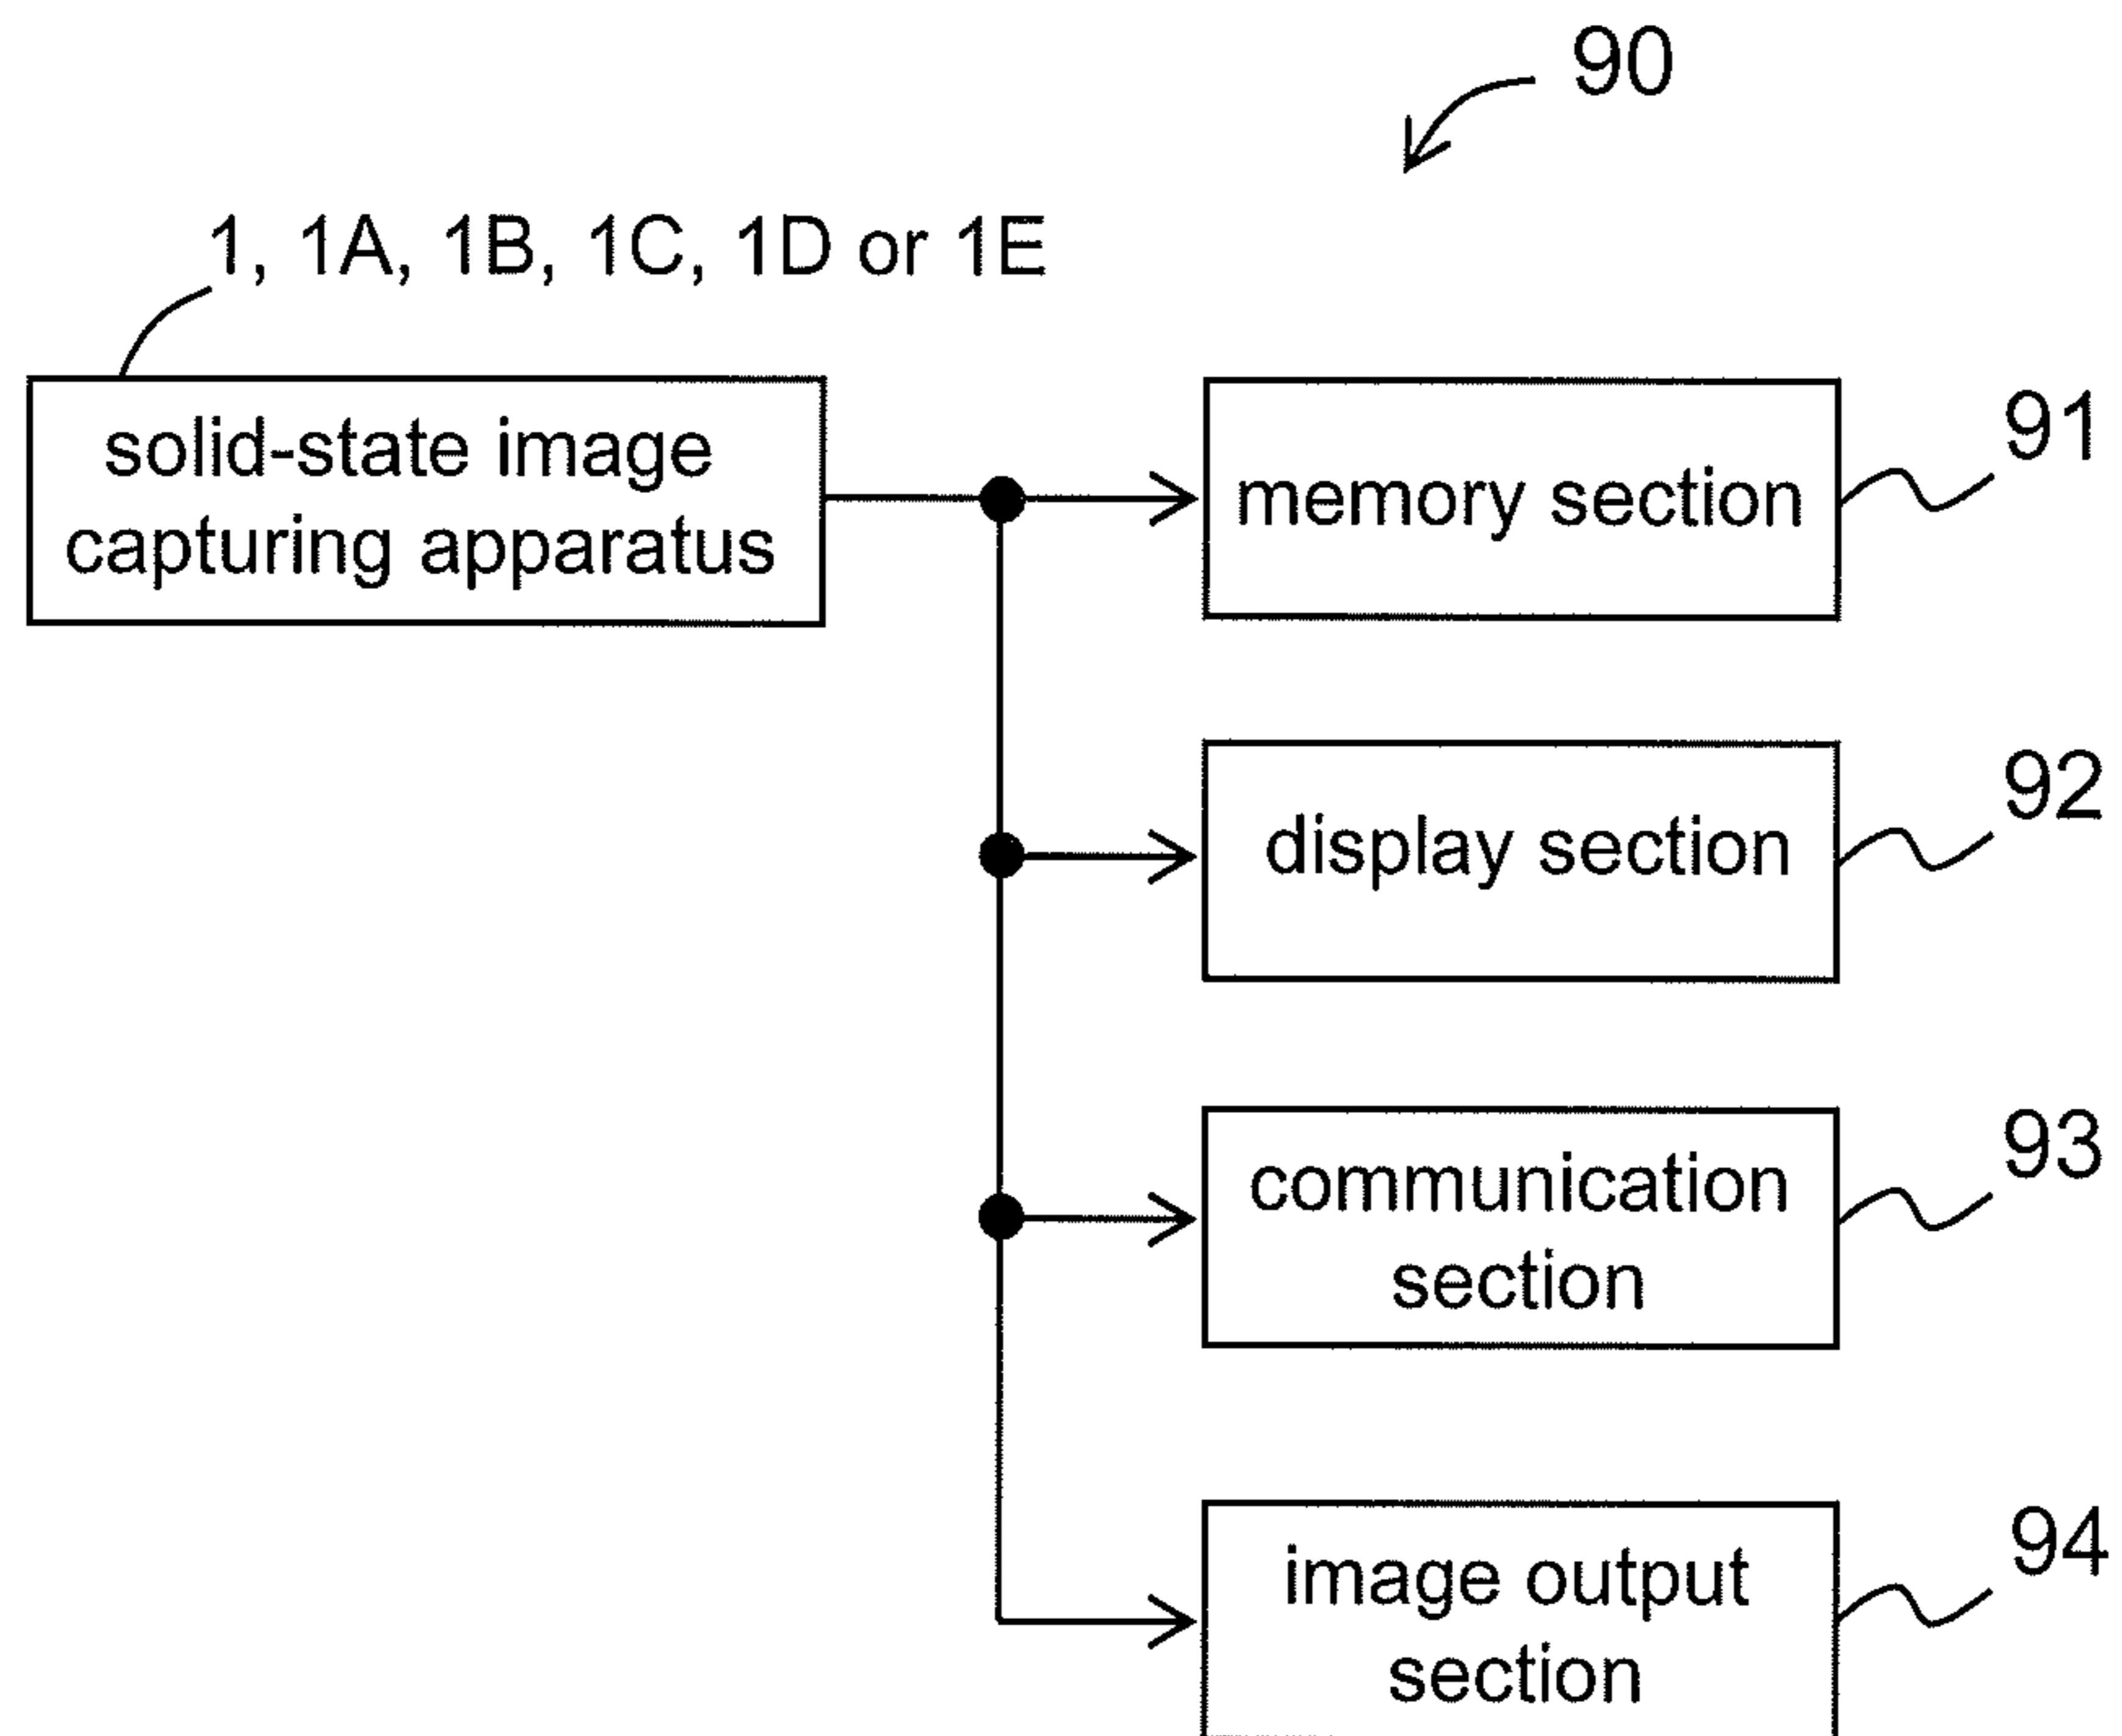 90
1, 1A, 1B, 1C, 1D or 1E
solid-state image
capturing apparatus
memory section
91
display section
92
communication
section
93
image output
section
94